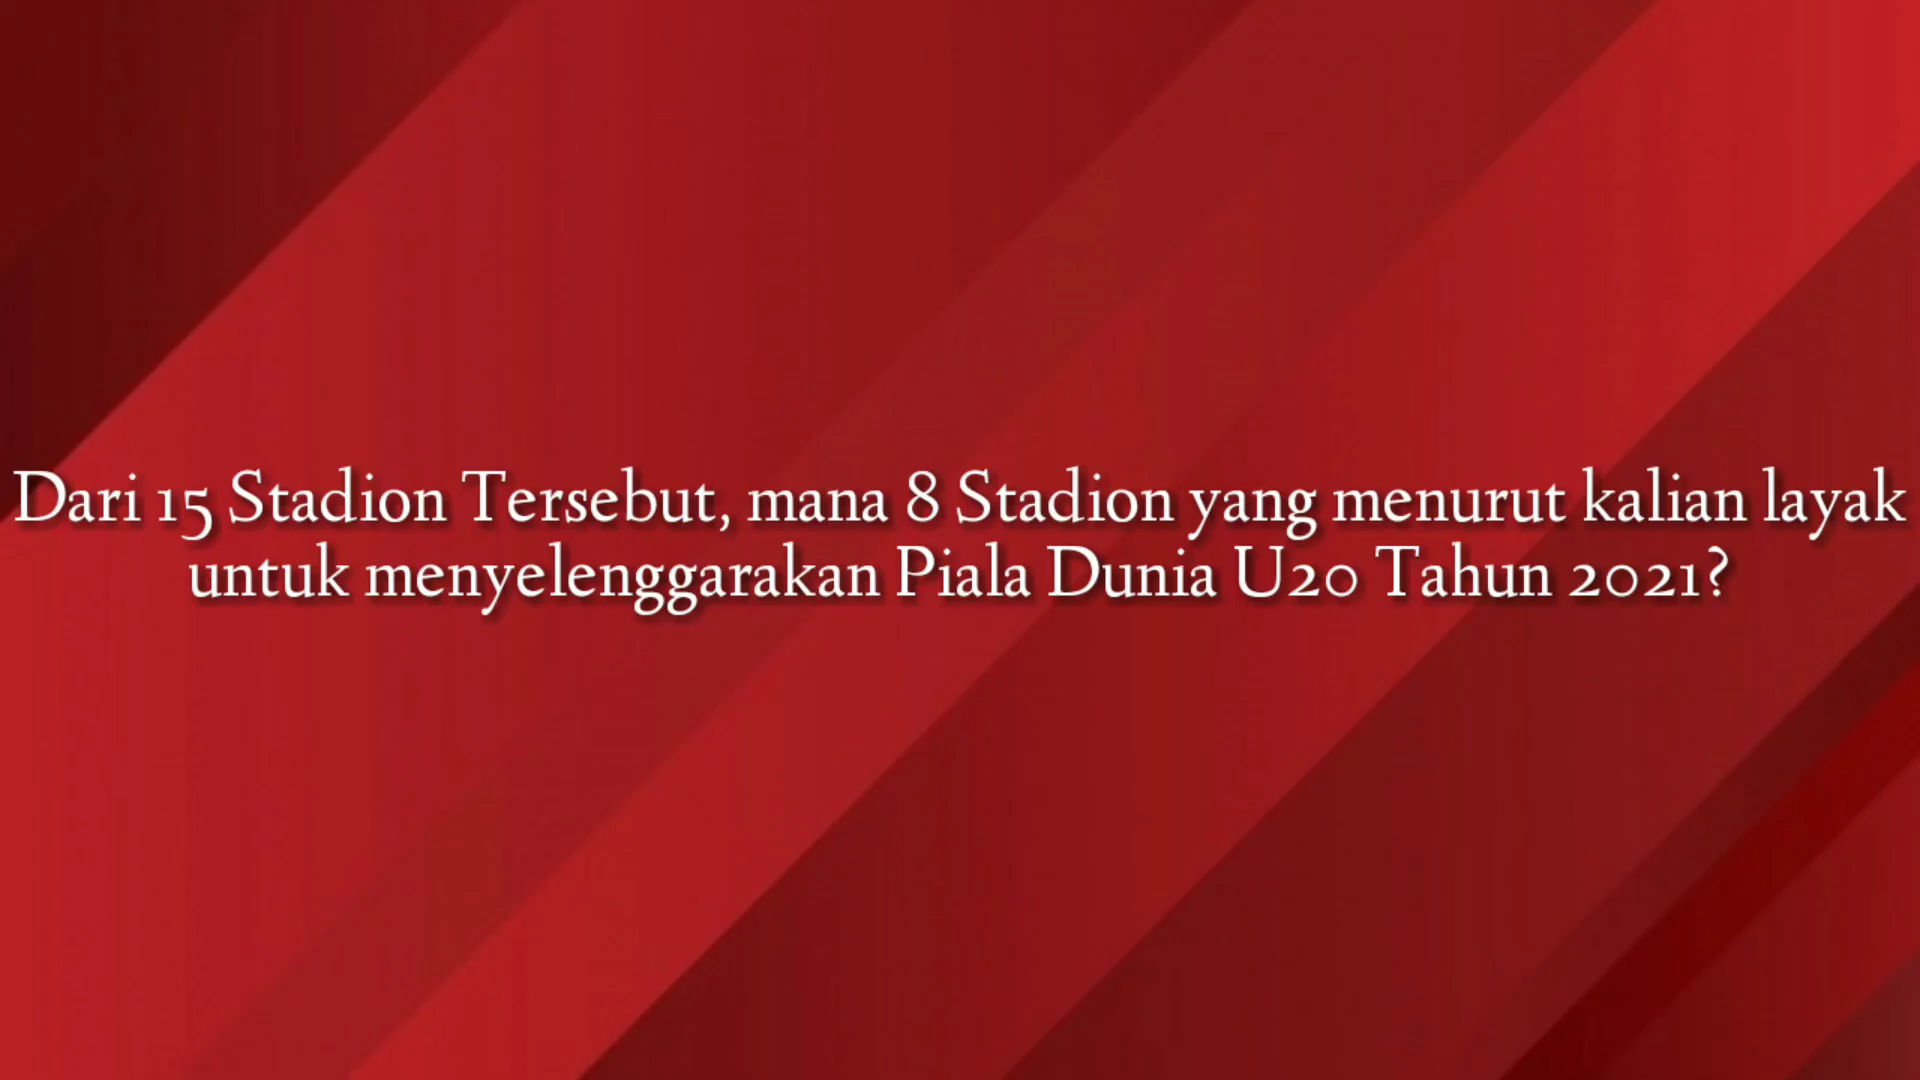 Dari 15 Stadion Tersebut, mana 8 Stadion yang menurut kalian layak
untuk menyelenggarakan Piala Dunia U20 Tahun 2021?